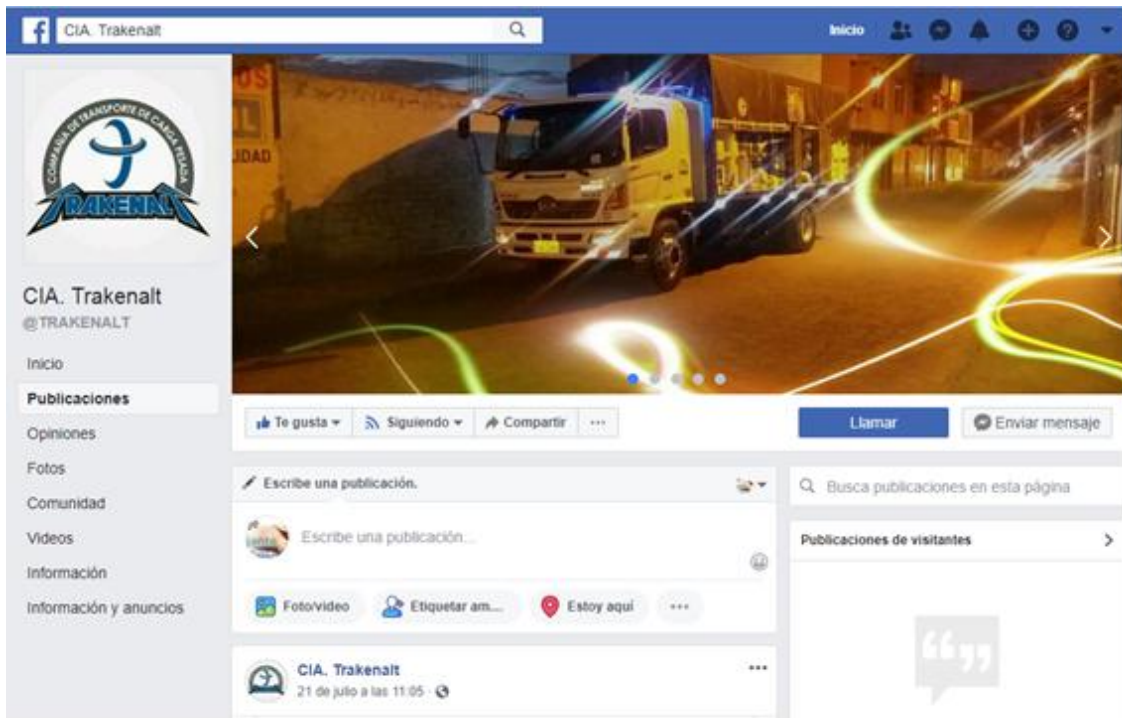 CIA. Trakenalt
Inicio
COMPAÑIA DE TRANSPORTE DE CARGA PESADA
TRAKENALT
OS
IDAD
CIA. Trakenalt
@TRAKENALT
Inicio
Publicaciones
Opiniones
Fotos
Comunidad
Videos
Información
Información y anuncios
Te gusta
Siguiendo
Compartir
Llamar
Enviar mensaje
Escribe una publicación.
Escribe una publicación...
Foto/video
Etiquetar am...
Estoy aquí
Busca publicaciones en esta página
Publicaciones de visitantes
CIA. Trakenalt
21 de julio a las 11:05